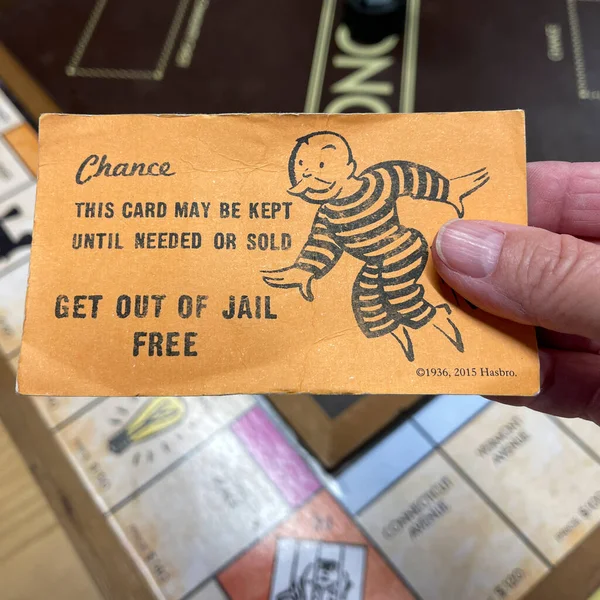 Chance
THIS CARD MAY BE KEPT
UNTIL NEEDED OR SOLD
GET OUT OF JAIL
FREE
©1936, 2015 Hasbro.
CONNECTICUT
AVENUE
VERMONT
AVENUE